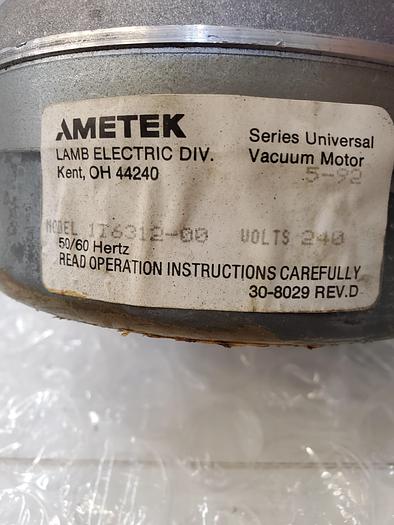 AMETEK
LAMB ELECTRIC DIV.
Kent, OH 44240
Series Universal
Vacuum Motor
5-92
MODEL 116312-00 VOLTS 240
50/60 Hertz
READ OPERATION INSTRUCTIONS CAREFULLY
30-8029 REV.D